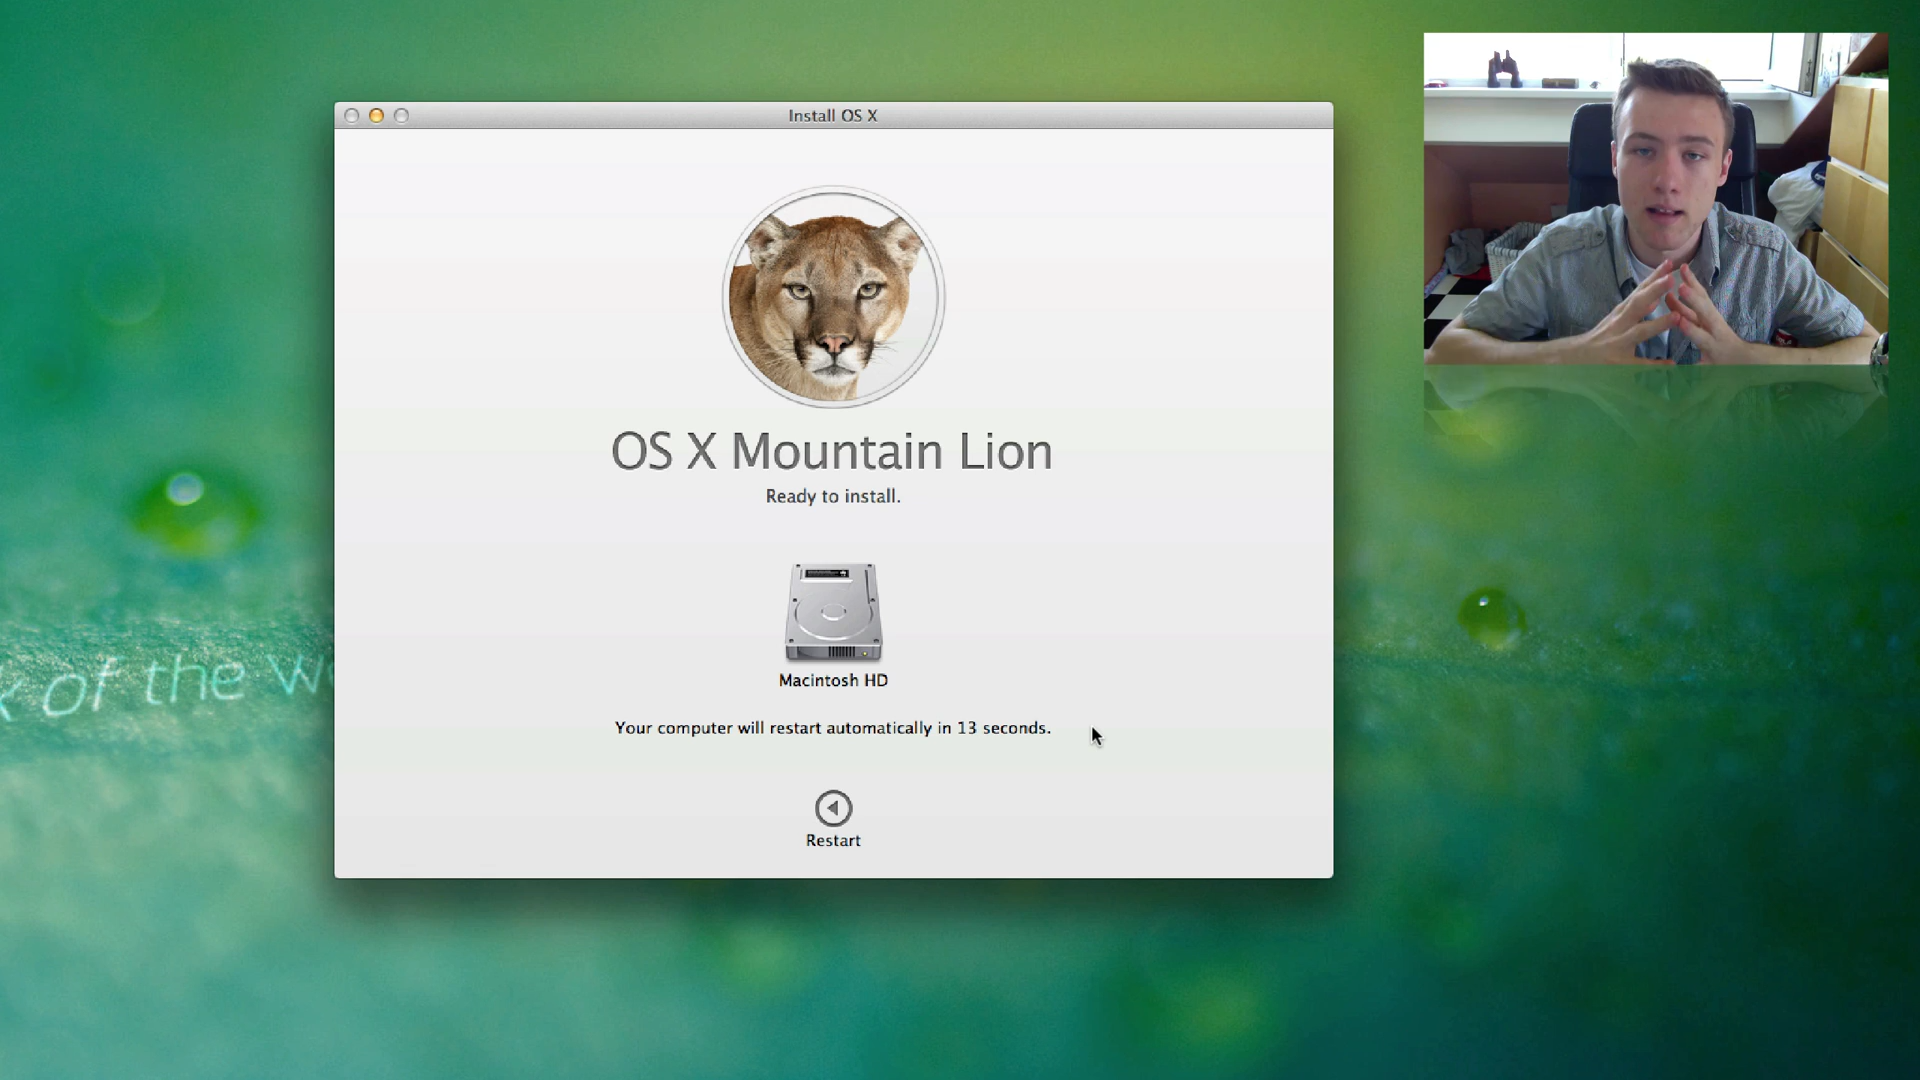 Install OS X
OS X Mountain Lion
Ready to install.
of the
Macintosh HD
Your computer will restart automatically in 13 seconds.
Restart